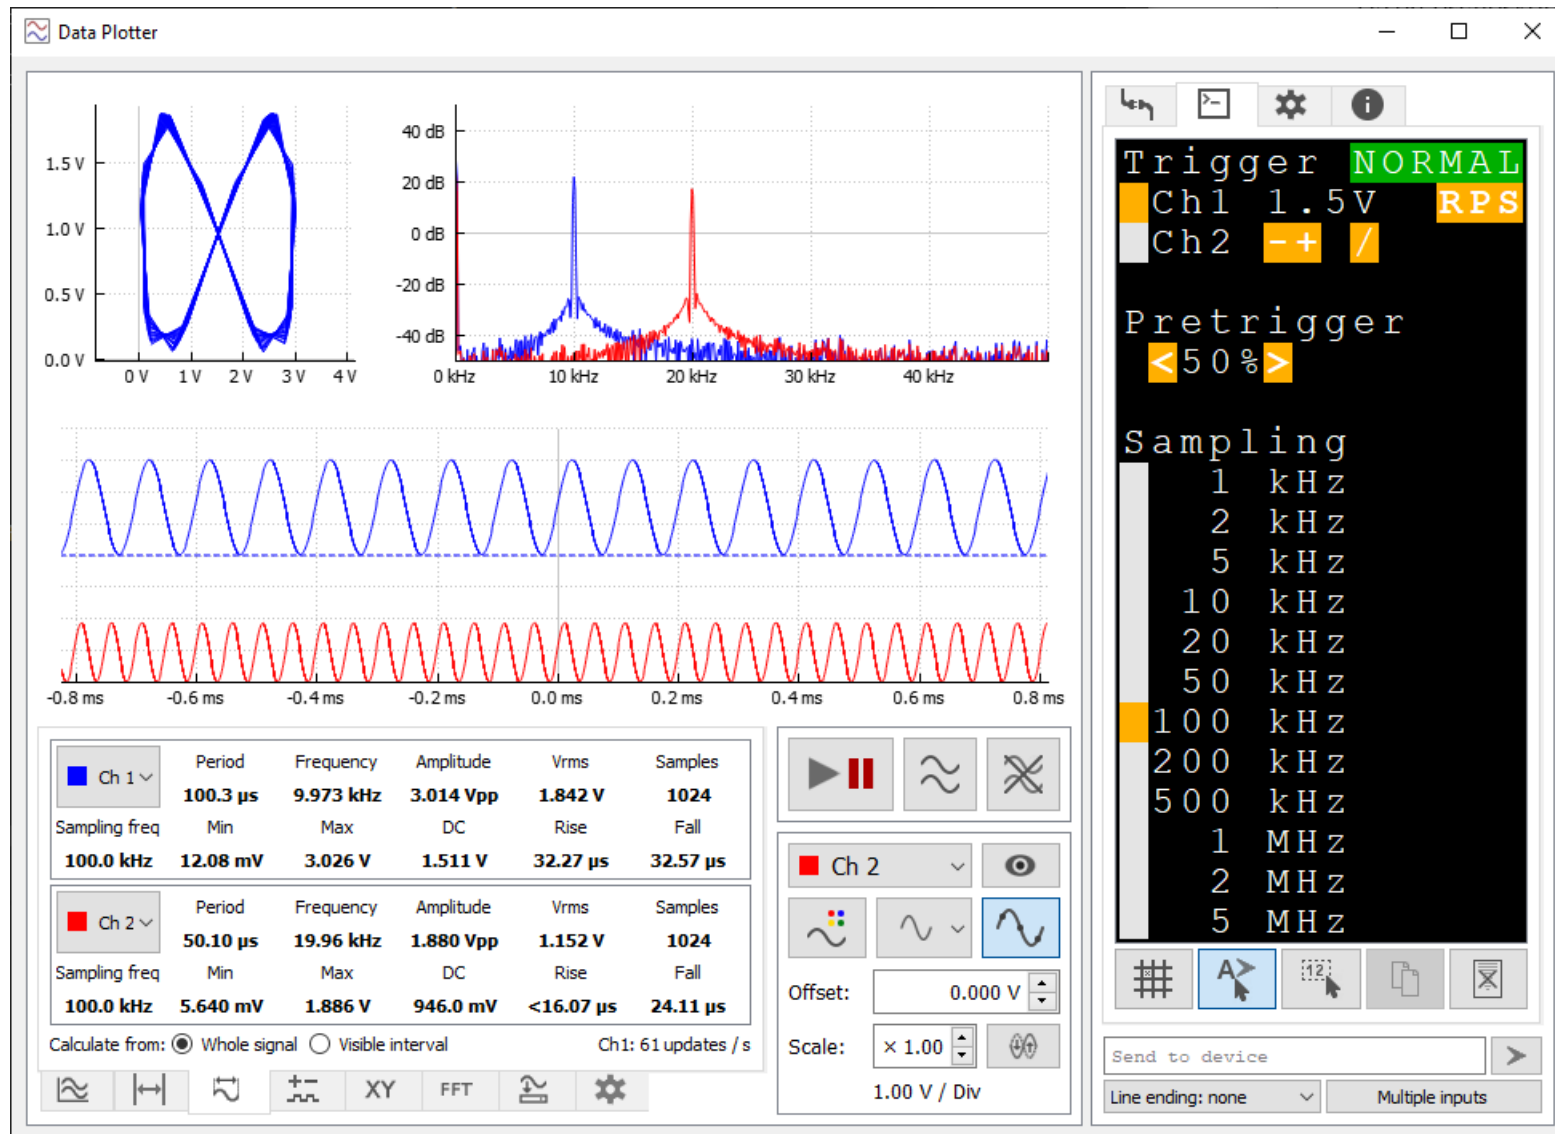 Data Plotter
1.5 V
1.0 V
0.5 V
0.0 V
0 V 1 V 2 V 3 V 4 V
40 dB
20 dB
0 dB
-20 dB
-40 dB
0 kHz 10 kHz 20 kHz 30 kHz 40 kHz
-0.8 ms -0.6 ms -0.4 ms -0.2 ms 0.0 ms 0.2 ms 0.4 ms 0.6 ms 0.8 ms
Ch 1 Period Frequency Amplitude Vrms Samples
100.3 µs 9.973 kHz 3.014 Vpp 1.842 V 1024
Sampling freq Min Max DC Rise Fall
100.0 kHz 12.08 mV 3.026 V 1.511 V 32.27 µs 32.57 µs
Ch 2 Period Frequency Amplitude Vrms Samples
50.10 µs 19.96 kHz 1.880 Vpp 1.152 V 1024
Sampling freq Min Max DC Rise Fall
100.0 kHz 5.640 mV 1.886 V 946.0 mV <16.07 µs 24.11 µs
Calculate from: Whole signal Visible interval Ch1: 61 updates / s
XY FFT
Ch 2
Offset: 0.000 V
Scale: × 1.00
1.00 V / Div
Trigger NORMAL
Ch1 1.5V RPS
Ch2 -+ /
Pretrigger
<50%>
Sampling
1 kHz
2 kHz
5 kHz
10 kHz
20 kHz
50 kHz
100 kHz
200 kHz
500 kHz
1 MHz
2 MHz
5 MHz
A
12
Send to device
Line ending: none Multiple inputs